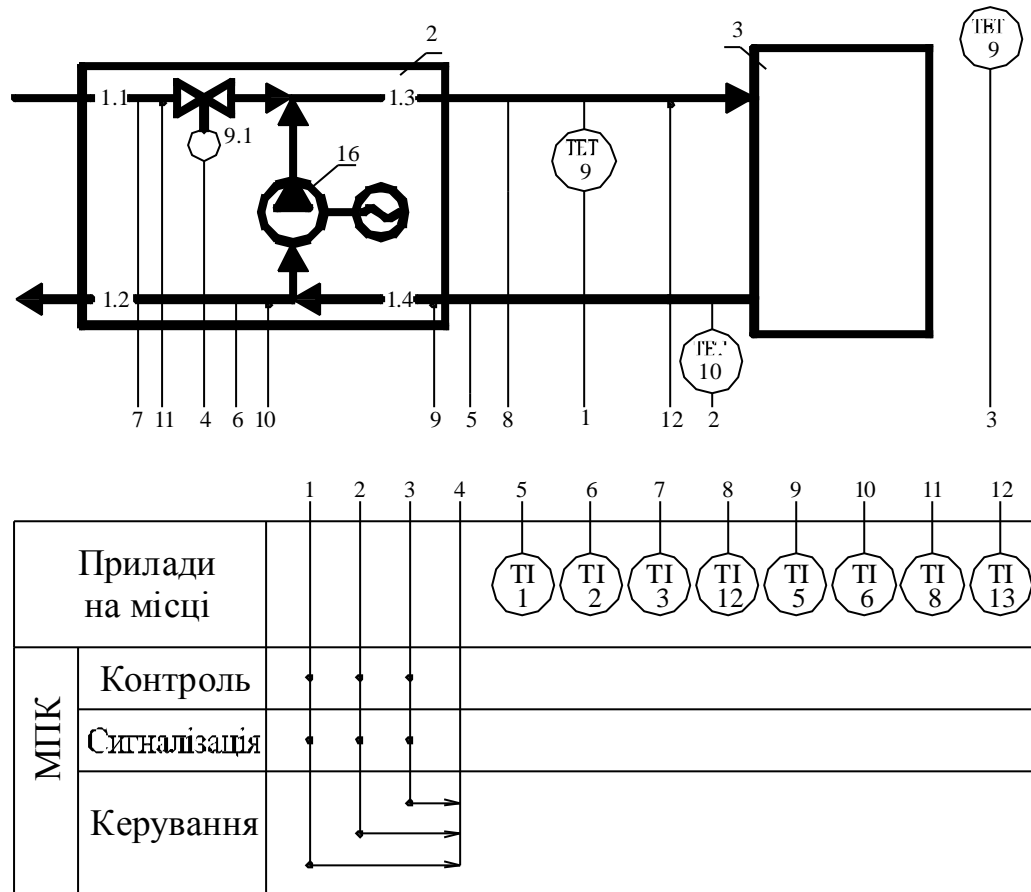 2
3
ТЕТ
9
1.1
1.3
9.1
16
ТЕТ
9
1.2
1.4
10
7 11 4 6 10 9 5 8 1 12 2 3
1 2 3 4 5 6 7 8 9 10 11 12
Прилади
на місці
ТІ
1
ТІ
2
ТІ
3
ТІ
12
ТІ
5
ТІ
6
ТІ
8
ТІ
13
МПК
Контроль
Сигналізація
Керування